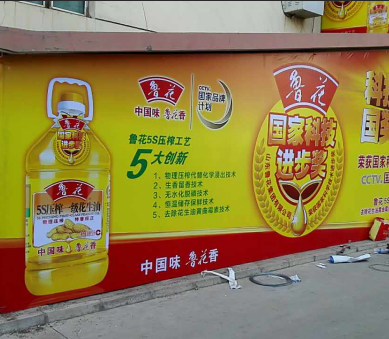 鲁花
中国味 鲁花香
CCTV
国家品牌
计划
鲁花5S压榨工艺
5大创新
1、物理压榨代替化学浸出技术
2、生香留香技术
3、无水化脱磷技术
4、恒温储存保鲜技术
5、去除花生油黄曲霉素技术
鲁花
5S压榨一级花生油
中国味 鲁花香
鲁花
国家科技
进步奖
荣获国家科
CCTV
鲁花5
中国味 鲁花香